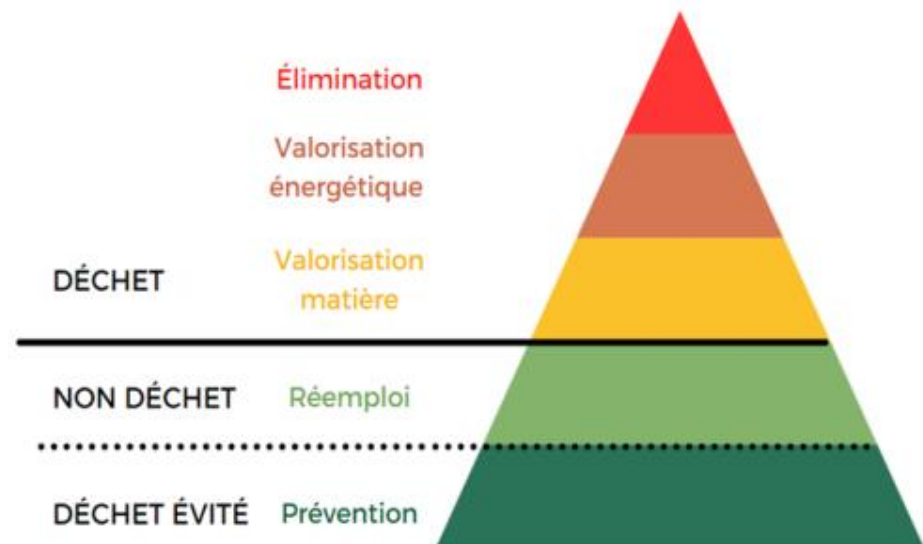 Élimination
Valorisation
énergétique
Valorisation
matière
DÉCHET
NON DÉCHET
Réemploi
DÉCHET ÉVITÉ
Prévention